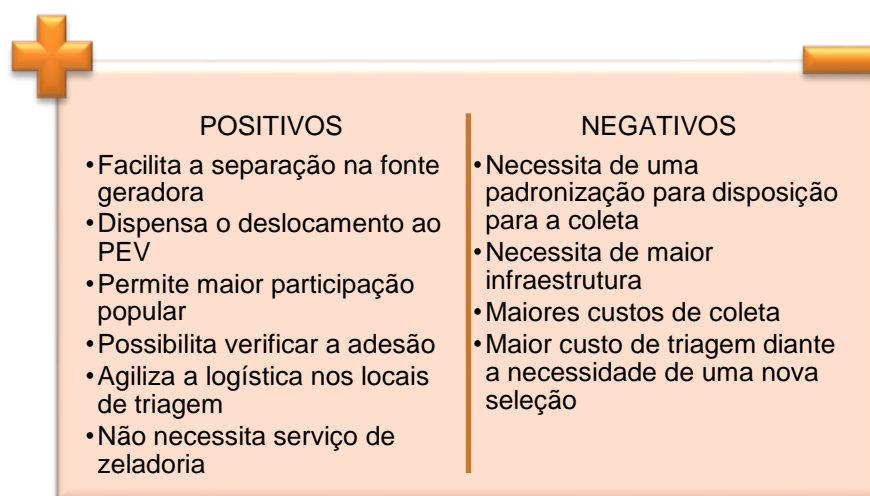 POSITIVOS
•Facilita a separação na fonte
geradora
•Dispensa o deslocamento ao
PEV
•Permite maior participação
popular
•Possibilita verificar a adesão
•Agiliza a logística nos locais
de triagem
•Não necessita serviço de
zeladoria
NEGATIVOS
•Necessita de uma
padronização para disposição
para a coleta
•Necessita de maior
infraestrutura
•Maiores custos de coleta
•Maior custo de triagem diante
a necessidade de uma nova
seleção